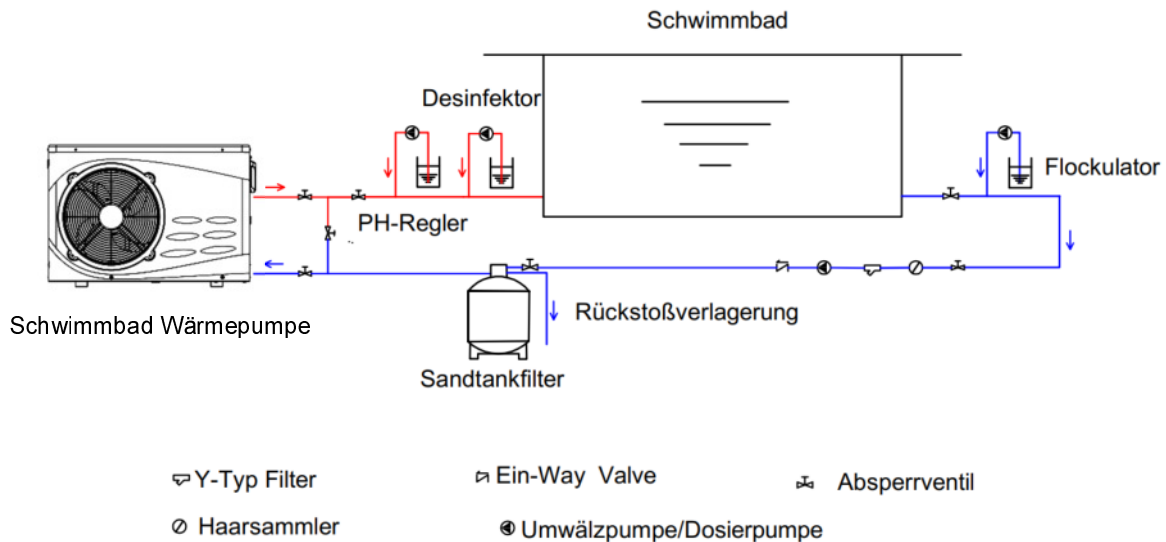 Schwimmbad
Desinfektor
Flockulator
PH-Regler
Schwimmbad Wärmepumpe
Rückstoßverlagerung
Sandtankfilter
Y-Typ Filter
Ein-Way Valve
Absperrventil
Haarsammler
Umwälzpumpe/Dosierpumpe